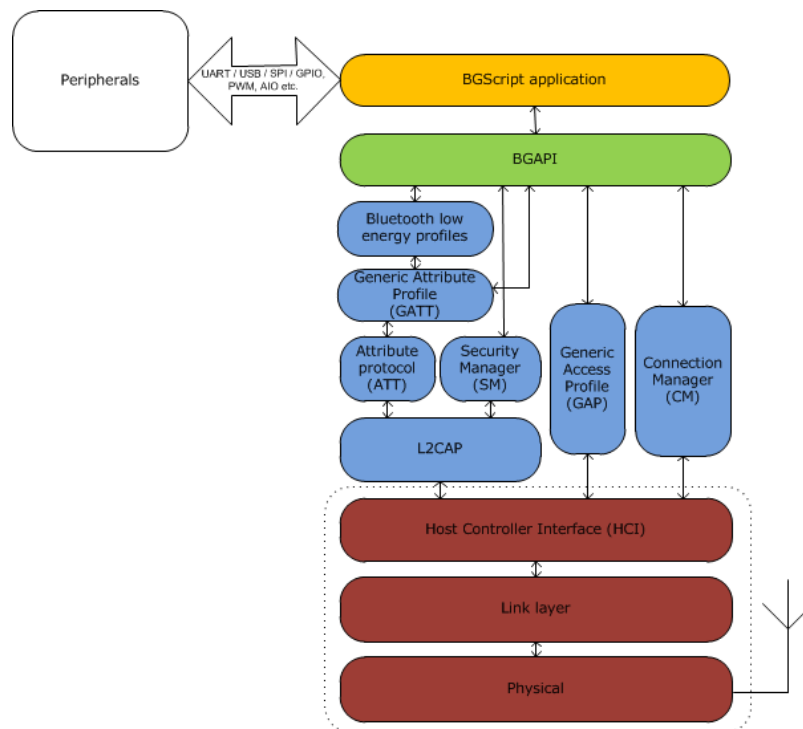 Peripherals
UART / USB / SPI / GPIO,
PWM, AIO etc.
BGScript application
BGAPI
Bluetooth low
energy profiles
Generic Attribute
Profile
(GATT)
Attribute
protocol
(ATT)
Security
Manager
(SM)
Generic
Access
Profile
(GAP)
Connection
Manager
(CM)
L2CAP
Host Controller Interface (HCI)
Link layer
Physical